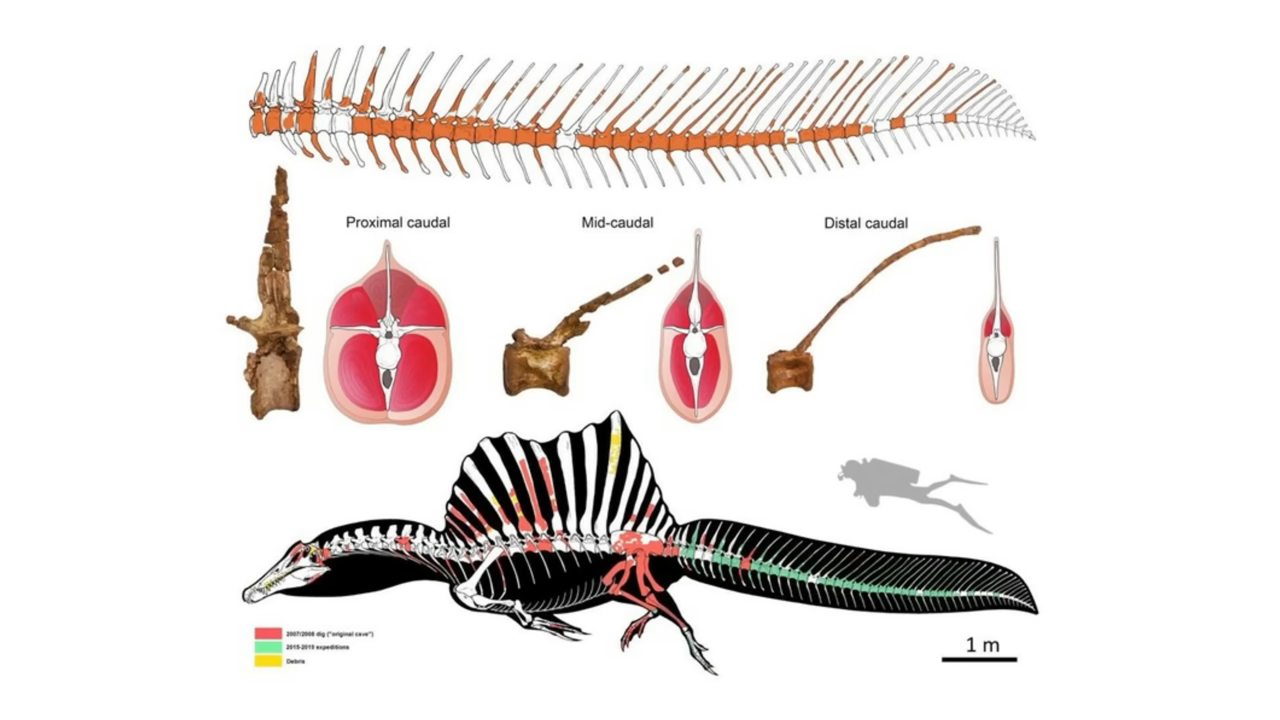 Proximal caudal
Mid-caudal
Distal caudal
2007/2008 dig ("original cave")
2015-2019 expeditions
Debris
1 m